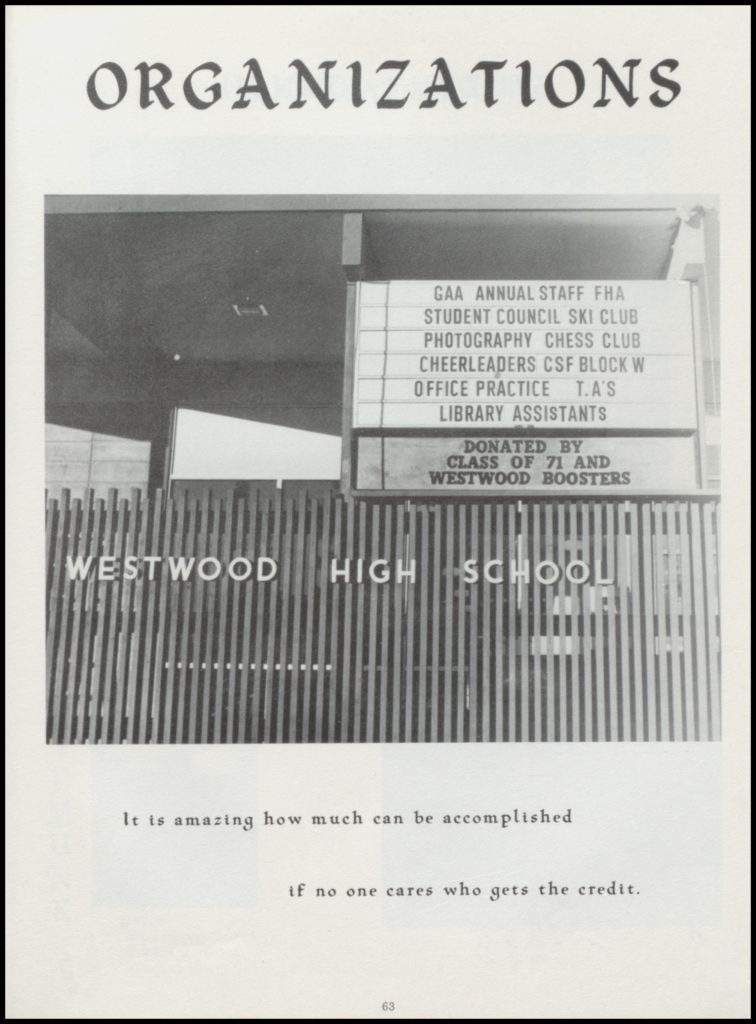 ORGANIZATIONS
GAA ANNUAL STAFF FHA
STUDENT COUNCIL SKI CLUB
PHOTOGRAPHY CHESS CLUB
CHEERLEADERS CSF BLOCK W
OFFICE PRACTICE T.A'S
LIBRARY ASSISTANTS
DONATED BY
CLASS OF 71 AND
WESTWOOD BOOSTERS
WESTWOOD HIGH SCHOOL
It is amazing how much can be accomplished
if no one cares who gets the credit.
63